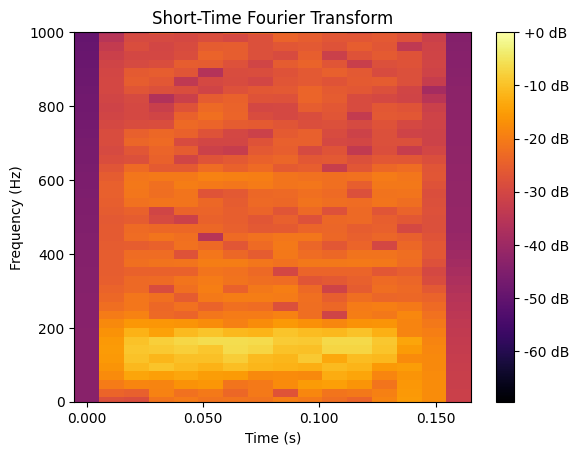 Short-Time Fourier Transform
Frequency (Hz)
1000
800
600
400
200
0
0.000
0.050
0.100
0.150
Time (s)
+0 dB
-10 dB
-20 dB
-30 dB
-40 dB
-50 dB
-60 dB